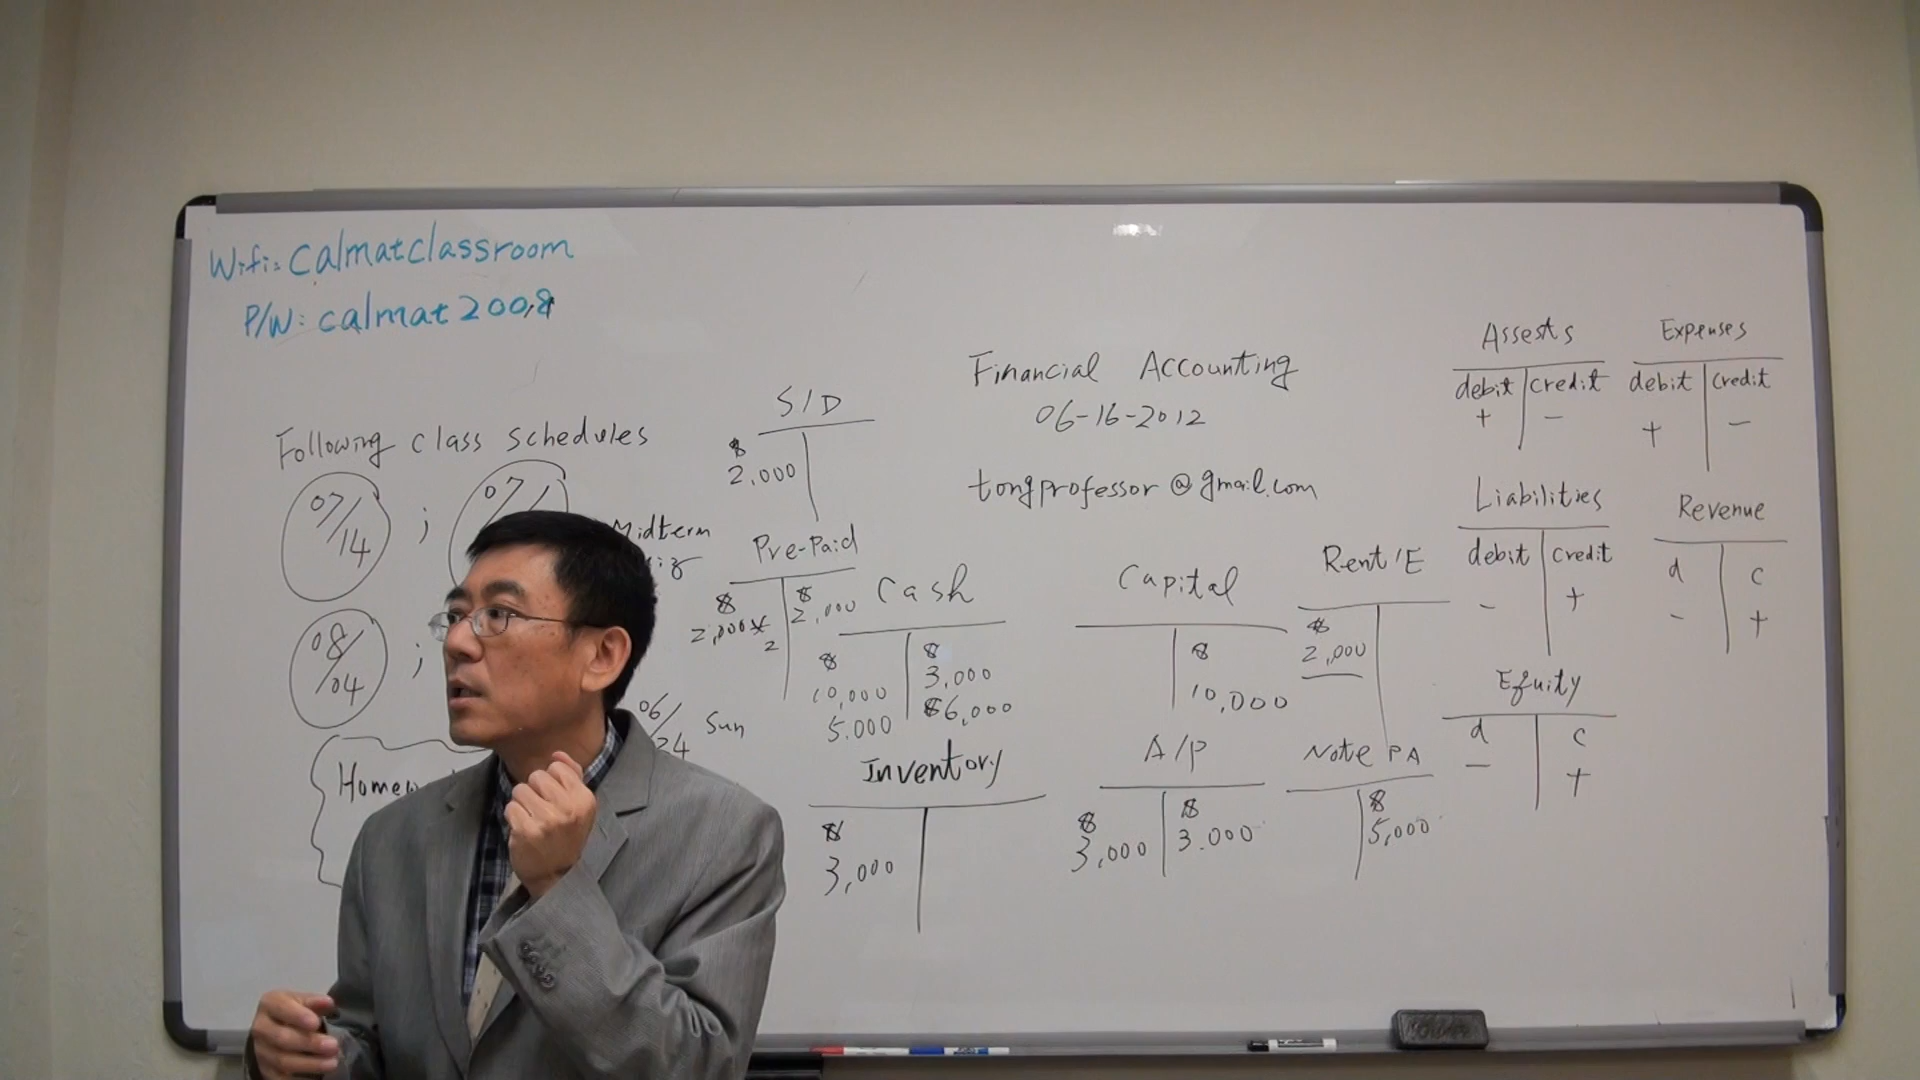 Wifi: Calmatclassroom
P/W: calmat2008
Following class schedules
07/14 ;
07/
08/04 ;
Midterm
06/24 Sun
S/D
$
2,000
Pre-Paid
$ $
2,000 x 2,000
2
Cash
$ $
10,000 3,000
5.000 $6,000
Inventory
$
3,000
Financial Accounting
06-16-2012
tongprofessor@gmail.com
Capital
$
10,000
A/P
$ $
3,000 3.000
Rent/E
$
2,000
Note PA
$
5,000
Assests
debit credit
+ -
Expenses
debit credit
+ -
Liabilities
debit credit
- +
Revenue
d c
- +
Equity
d c
- +